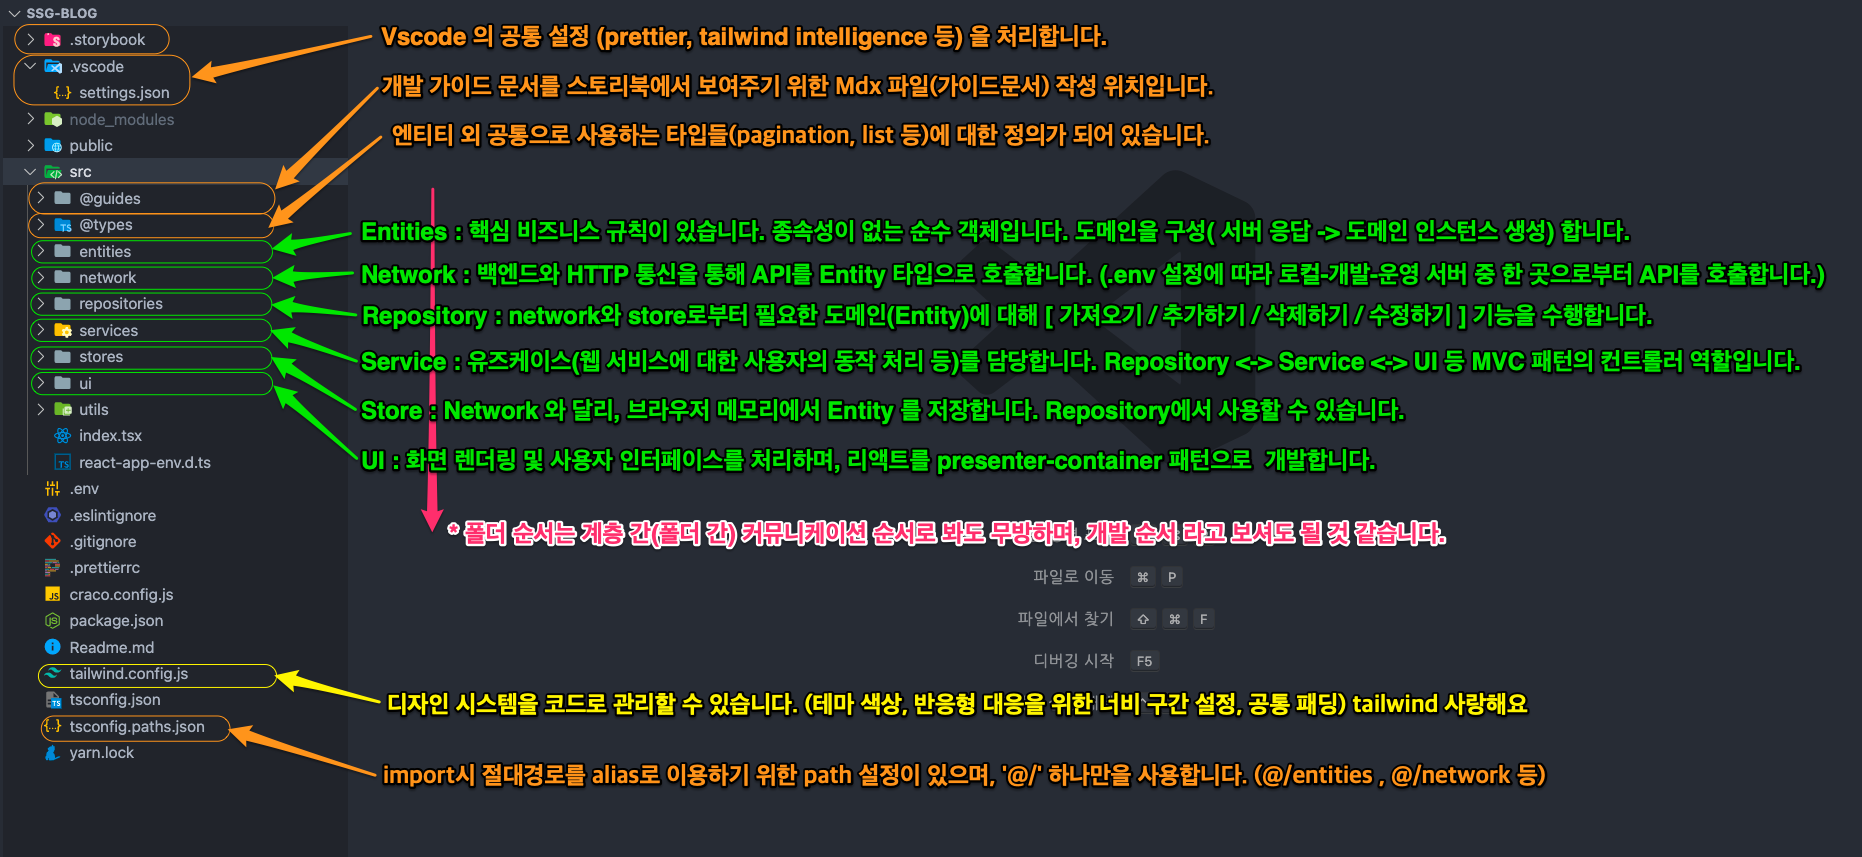 SSG-BLOG
.storybook
.vscode
settings.json
node_modules
public
src
@guides
@types
entities
network
repositories
services
stores
ui
utils
index.tsx
react-app-env.d.ts
.env
.eslintignore
.gitignore
.prettierrc
craco.config.js
package.json
Readme.md
tailwind.config.js
tsconfig.json
tsconfig.paths.json
yarn.lock
Vscode 의 공통 설정 (prettier, tailwind intelligence 등) 을 처리합니다.
개발 가이드 문서를 스토리북에서 보여주기 위한 Mdx 파일(가이드문서) 작성 위치입니다.
엔티티 외 공통으로 사용하는 타입들(pagination, list 등)에 대한 정의가 되어 있습니다.
Entities : 핵심 비즈니스 규칙이 있습니다. 종속성이 없는 순수 객체입니다. 도메인을 구성( 서버 응답 -> 도메인 인스턴스 생성) 합니다.
Network : 백엔드와 HTTP 통신을 통해 API를 Entity 타입으로 호출합니다. (.env 설정에 따라 로컬-개발-운영 서버 중 한 곳으로부터 API를 호출합니다.)
Repository : network와 store로부터 필요한 도메인(Entity)에 대해 [ 가져오기 / 추가하기 / 삭제하기 / 수정하기 ] 기능을 수행합니다.
Service : 유즈케이스(웹 서비스에 대한 사용자의 동작 처리 등)를 담당합니다. Repository <-> Service <-> UI 등 MVC 패턴의 컨트롤러 역할입니다.
Store : Network 와 달리, 브라우저 메모리에서 Entity 를 저장합니다. Repository에서 사용할 수 있습니다.
UI : 화면 렌더링 및 사용자 인터페이스를 처리하며, 리액트를 presenter-container 패턴으로 개발합니다.
* 폴더 순서는 계층 간(폴더 간) 커뮤니케이션 순서로 봐도 무방하며, 개발 순서 라고 보셔도 될 것 같습니다.
파일로 이동 ⌘ P
파일에서 찾기 ⇧ ⌘ F
디버깅 시작 F5
디자인 시스템을 코드로 관리할 수 있습니다. (테마 색상, 반응형 대응을 위한 너비 구간 설정, 공통 패딩) tailwind 사랑해요
import시 절대경로를 alias로 이용하기 위한 path 설정이 있으며, '@/' 하나만을 사용합니다. (@/entities , @/network 등)